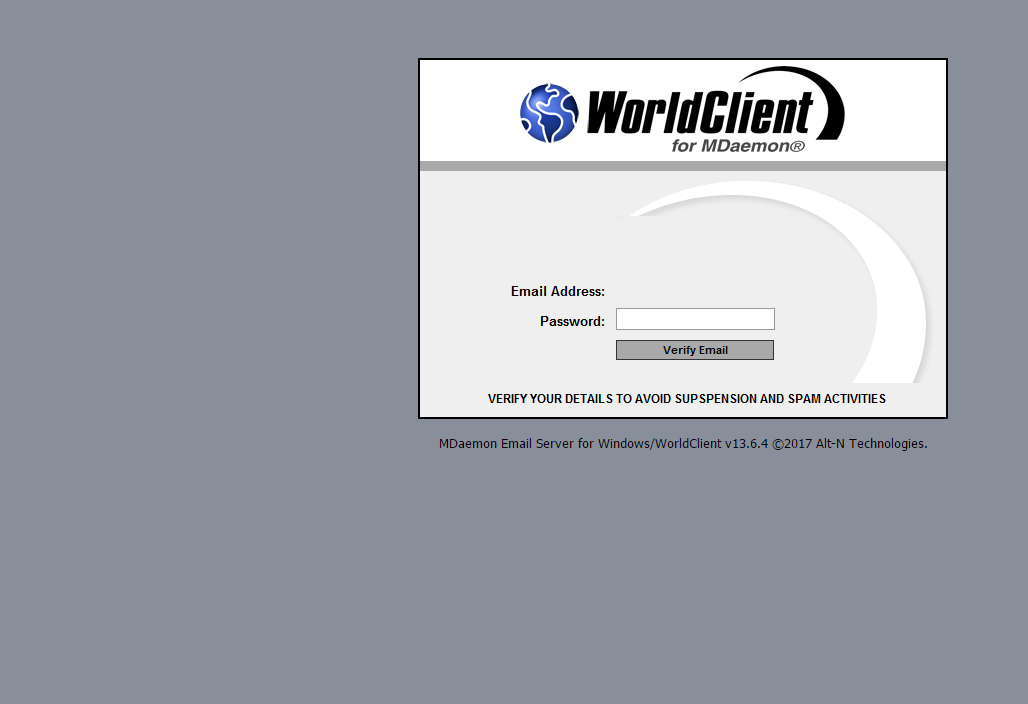 WorldClient
for MDaemon®
Email Address:
Password:
Verify Email
VERIFY YOUR DETAILS TO AVOID SUPSPENSION AND SPAM ACTIVITIES
MDaemon Email Server for Windows/WorldClient v13.6.4 ©2017 Alt-N Technologies.